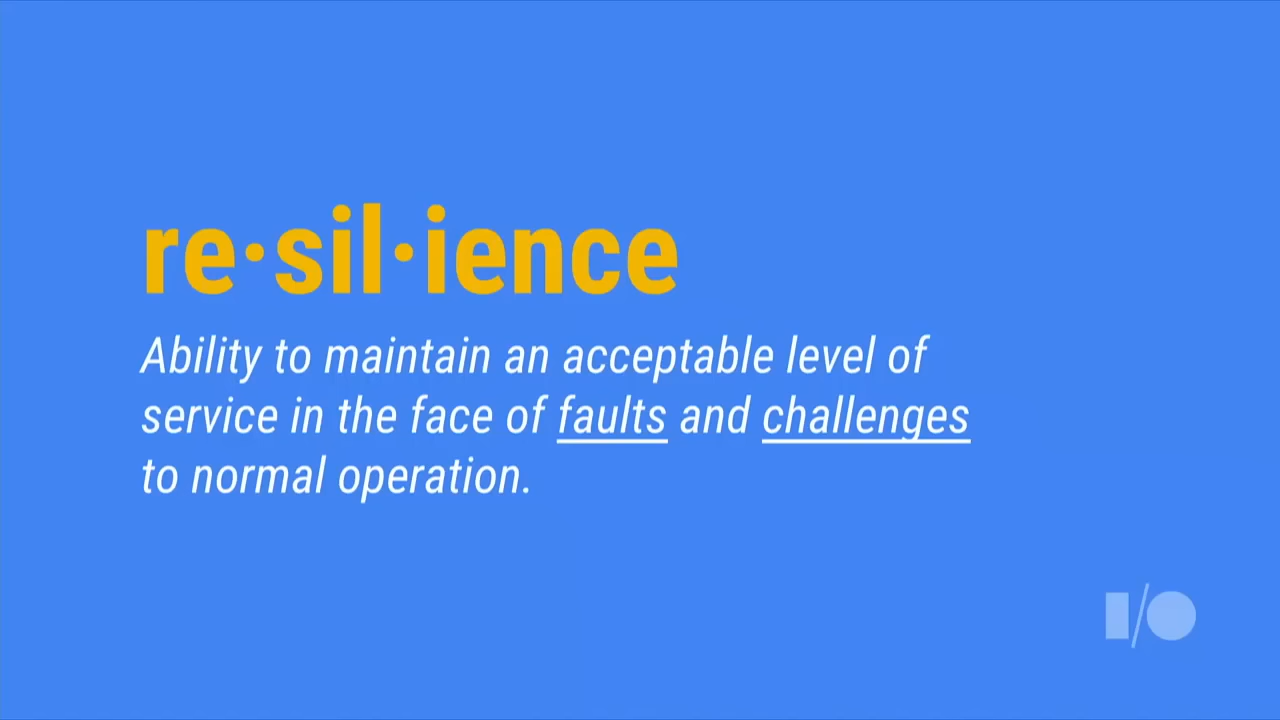 re·sil·ience
Ability to maintain an acceptable level of
service in the face of faults and challenges
to normal operation.
I/O